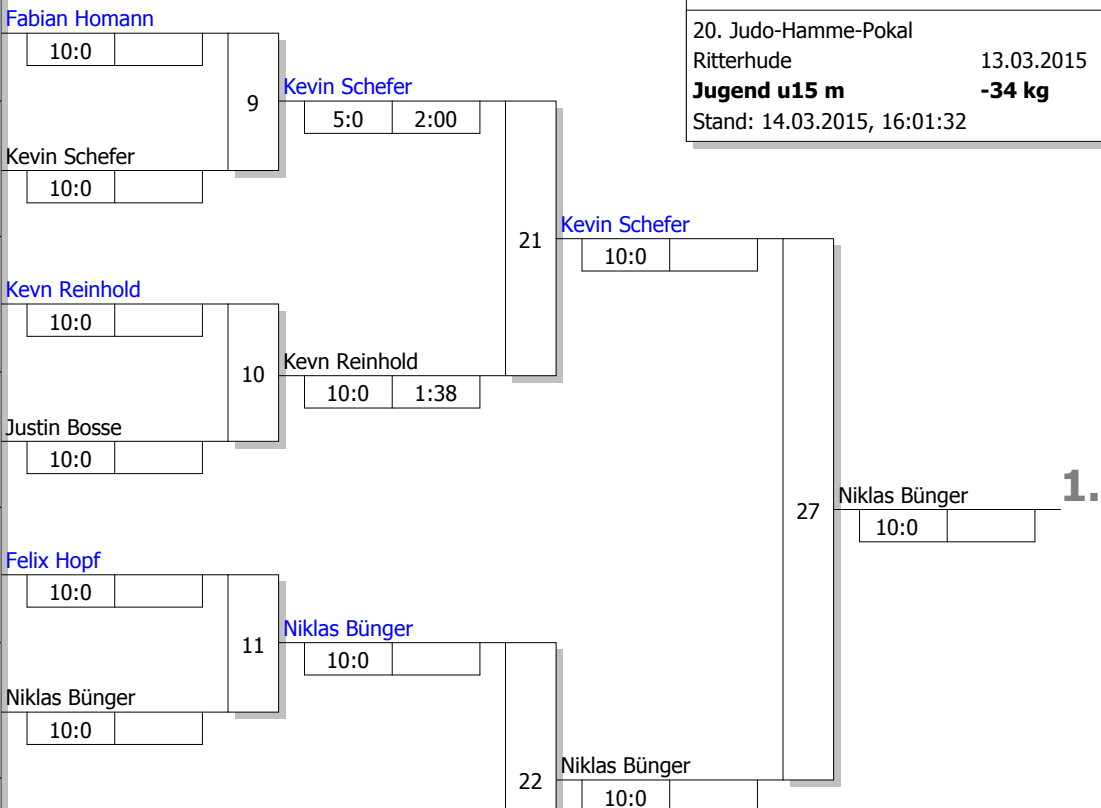 Fabian Homann
10:0
9
Kevin Schefer
5:0 2:00
Kevin Schefer
10:0
20. Judo-Hamme-Pokal
Ritterhude 13.03.2015
Jugend u15 m -34 kg
Stand: 14.03.2015, 16:01:32
21
Kevin Schefer
10:0
Kevn Reinhold
10:0
10
Kevn Reinhold
10:0 1:38
Justin Bosse
10:0
27
Niklas Bünger
10:0
1.
Felix Hopf
10:0
11
Niklas Bünger
10:0
Niklas Bünger
10:0
22
Niklas Bünger
10:0